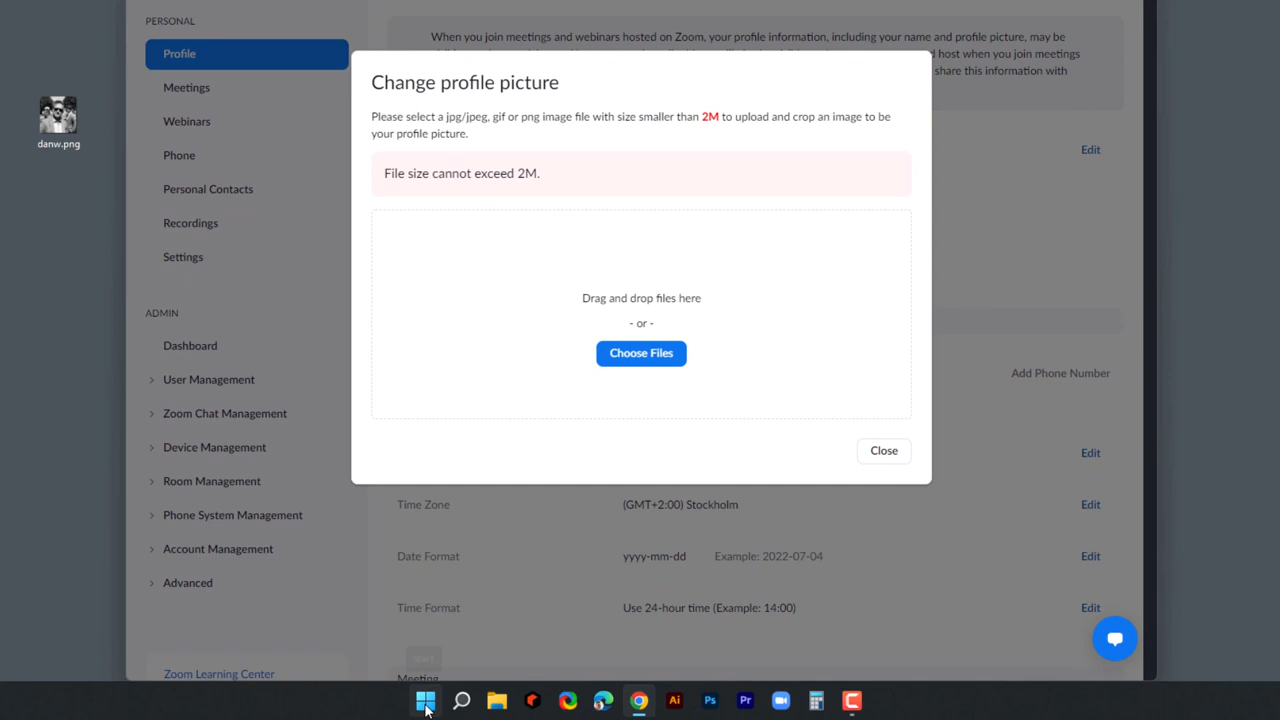 PERSONAL
Profile
Meetings
Webinars
Phone
Personal Contacts
Recordings
Settings
ADMIN
Dashboard
User Management
Zoom Chat Management
Device Management
Room Management
Phone System Management
Account Management
Advanced
Zoom Learning Center
danw.png
When you join meetings and webinars hosted on Zoom, your profile information, including your name and profile picture, may be
host when you join meetings
share this information with
Change profile picture
Please select a jpg/jpeg, gif or png image file with size smaller than 2M to upload and crop an image to be
your profile picture.
File size cannot exceed 2M.
Drag and drop files here
- or -
Choose Files
Close
Edit
Add Phone Number
Edit
Time Zone (GMT+2:00) Stockholm Edit
Date Format yyyy-mm-dd Example: 2022-07-04 Edit
Time Format Use 24-hour time (Example: 14:00) Edit
Meeting
Start
Ai Ps Pr